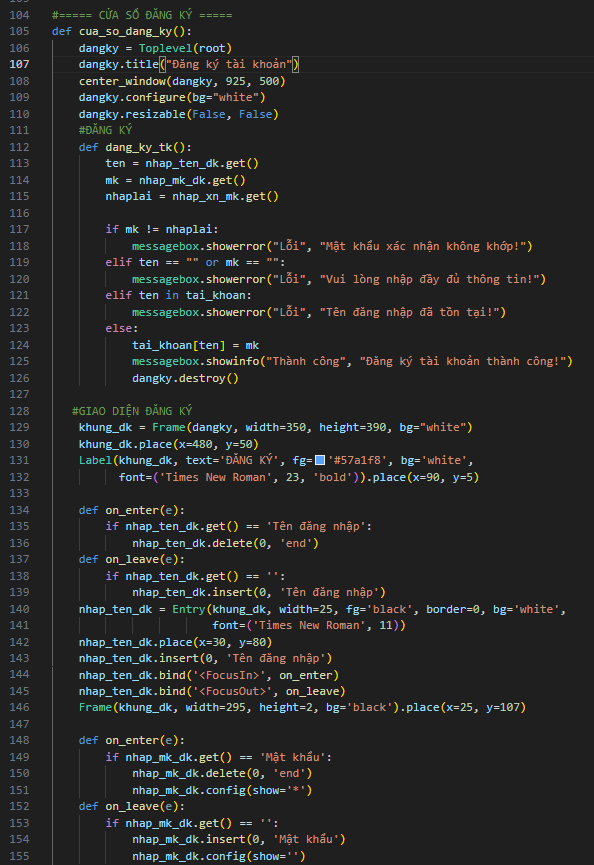 104 #===== CỬA SỔ ĐĂNG KÝ =====
105 def cua_so_dang_ky():
106     dangky = Toplevel(root)
107     dangky.title("Đăng ký tài khoản")
108     center_window(dangky, 925, 500)
109     dangky.configure(bg="white")
110     dangky.resizable(False, False)
111     #ĐĂNG KÝ
112     def dang_ky_tk():
113         ten = nhap_ten_dk.get()
114         mk = nhap_mk_dk.get()
115         nhaplai = nhap_xn_mk.get()
116
117         if mk != nhaplai:
118             messagebox.showerror("Lỗi", "Mật khẩu xác nhận không khớp!")
119         elif ten == "" or mk == "":
120             messagebox.showerror("Lỗi", "Vui lòng nhập đầy đủ thông tin!")
121         elif ten in tai_khoan:
122             messagebox.showerror("Lỗi", "Tên đăng nhập đã tồn tại!")
123         else:
124             tai_khoan[ten] = mk
125             messagebox.showinfo("Thành công", "Đăng ký tài khoản thành công!")
126             dangky.destroy()
127
128    #GIAO DIỆN ĐĂNG KÝ
129     khung_dk = Frame(dangky, width=350, height=390, bg="white")
130     khung_dk.place(x=480, y=50)
131     Label(khung_dk, text='ĐĂNG KÝ', fg='#57a1f8', bg='white',
132           font=('Times New Roman', 23, 'bold')).place(x=90, y=5)
133
134     def on_enter(e):
135         if nhap_ten_dk.get() == 'Tên đăng nhập':
136             nhap_ten_dk.delete(0, 'end')
137     def on_leave(e):
138         if nhap_ten_dk.get() == '':
139             nhap_ten_dk.insert(0, 'Tên đăng nhập')
140     nhap_ten_dk = Entry(khung_dk, width=25, fg='black', border=0, bg='white',
141                         font=('Times New Roman', 11))
142     nhap_ten_dk.place(x=30, y=80)
143     nhap_ten_dk.insert(0, 'Tên đăng nhập')
144     nhap_ten_dk.bind('<FocusIn>', on_enter)
145     nhap_ten_dk.bind('<FocusOut>', on_leave)
146     Frame(khung_dk, width=295, height=2, bg='black').place(x=25, y=107)
147
148     def on_enter(e):
149         if nhap_mk_dk.get() == 'Mật khẩu':
150             nhap_mk_dk.delete(0, 'end')
151             nhap_mk_dk.config(show='*')
152     def on_leave(e):
153         if nhap_mk_dk.get() == '':
154             nhap_mk_dk.insert(0, 'Mật khẩu')
155             nhap_mk_dk.config(show='')